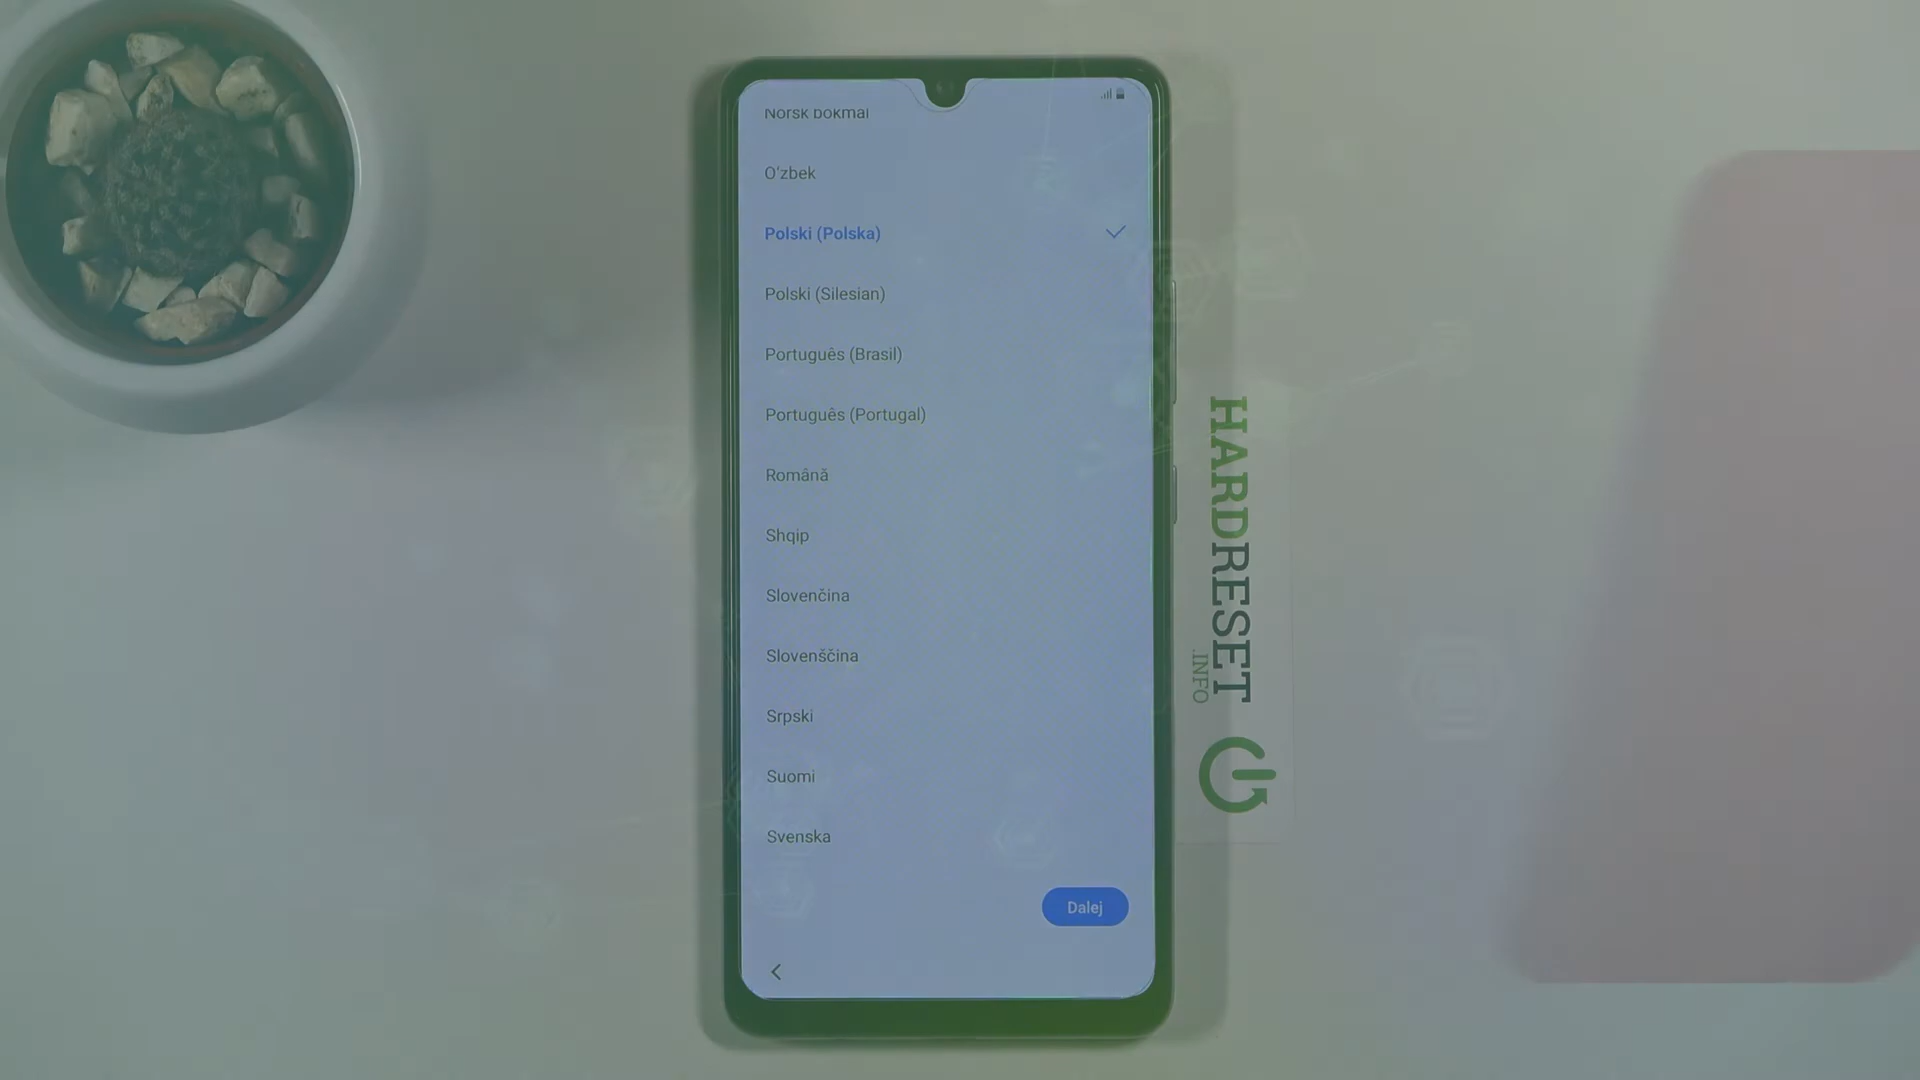 Norsk bokmål
O'zbek
Polski (Polska)
Polski (Silesian)
Português (Brasil)
Português (Portugal)
Română
Shqip
Slovenčina
Slovenščina
Srpski
Suomi
Svenska
Dalej
HARDRESET
.INFO